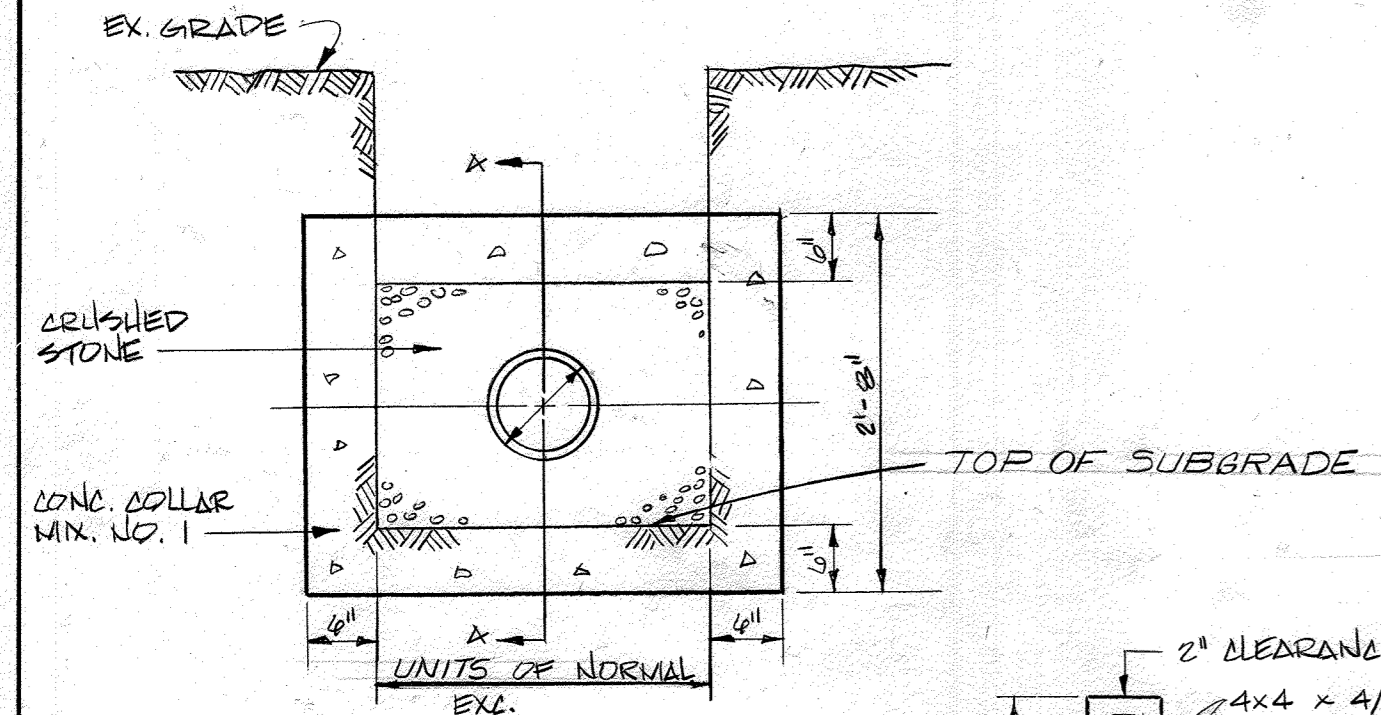 EX. GRADE
A
6"
CRUSHED
STONE
2'-8"
TOP OF SUBGRADE
CONC. COLLAR
MIX. NO. 1
6"
6"
A
6"
UNITS OF NORMAL
EXC.
2" CLEARANC
4x4 x 4/